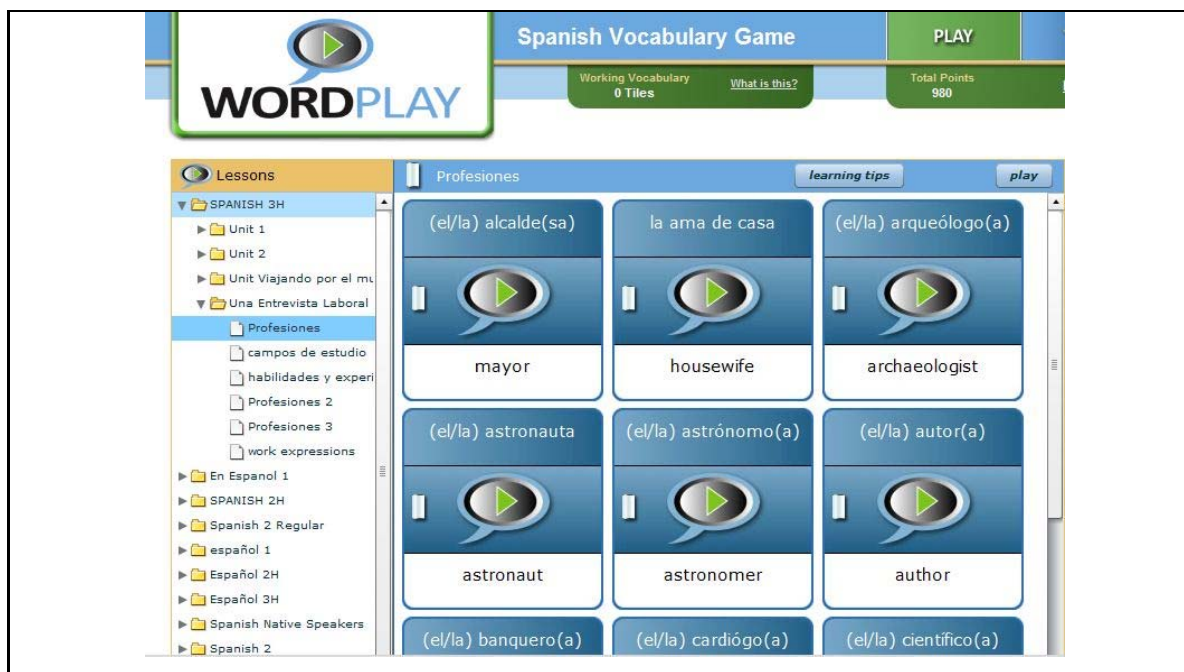 Spanish Vocabulary Game
PLAY
Working Vocabulary
0 Tiles
What is this?
Total Points
980
WORDPLAY
Lessons
SPANISH 3H
Unit 1
Unit 2
Unit Viajando por el mu
Una Entrevista Laboral
Profesiones
campos de estudio
habilidades y experi
Profesiones 2
Profesiones 3
work expressions
En Espanol 1
SPANISH 2H
Spanish 2 Regular
español 1
Español 2H
Español 3H
Spanish Native Speakers
Spanish 2
Profesiones
learning tips
play
(el/la) alcalde(sa)
mayor
la ama de casa
housewife
(el/la) arqueólogo(a)
archaeologist
(el/la) astronauta
astronaut
(el/la) astrónomo(a)
astronomer
(el/la) autor(a)
author
(el/la) banquero(a)
(el/la) cardiógo(a)
(el/la) científico(a)